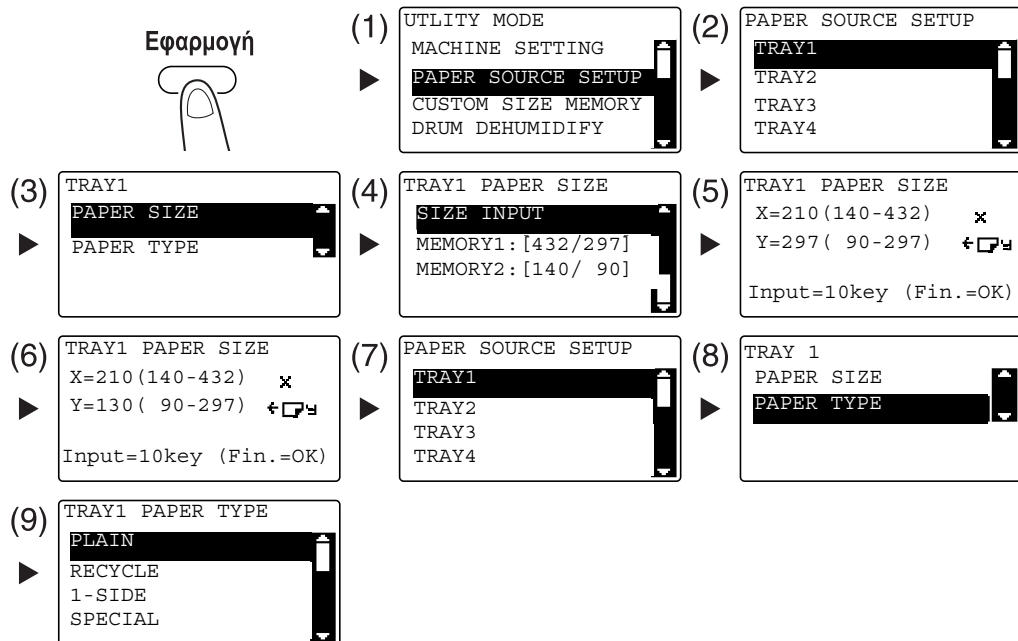 Εφαρμογή
(1)
UTLITY MODE
MACHINE SETTING
PAPER SOURCE SETUP
CUSTOM SIZE MEMORY
DRUM DEHUMIDIFY
(2)
PAPER SOURCE SETUP
TRAY1
TRAY2
TRAY3
TRAY4
(3)
TRAY1
PAPER SIZE
PAPER TYPE
(4)
TRAY1 PAPER SIZE
SIZE INPUT
MEMORY1:[432/297]
MEMORY2:[140/ 90]
(5)
TRAY1 PAPER SIZE
X=210(140-432) x
Y=297( 90-297) y
Input=10key (Fin.=OK)
(6)
TRAY1 PAPER SIZE
X=210(140-432) x
Y=130( 90-297) y
Input=10key (Fin.=OK)
(7)
PAPER SOURCE SETUP
TRAY1
TRAY2
TRAY3
TRAY4
(8)
TRAY 1
PAPER SIZE
PAPER TYPE
(9)
TRAY1 PAPER TYPE
PLAIN
RECYCLE
1-SIDE
SPECIAL